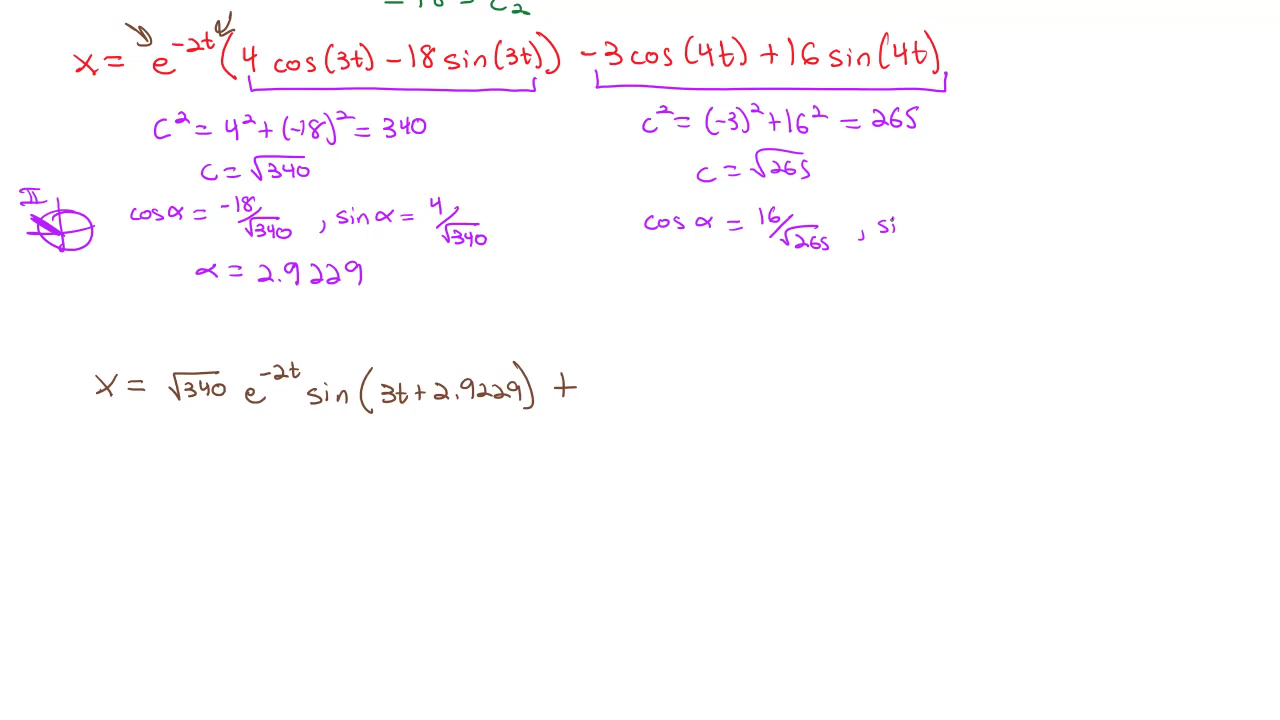 = -18 = c₂
x = e^{-2t} (4 cos(3t) - 18 sin(3t)) - 3 cos(4t) + 16 sin(4t)
c² = 4² + (-18)² = 340
c = √340
II
cos α = -18/√340 , sin α = 4/√340
α = 2.9229
c² = (-3)² + 16² = 265
c = √265
cos α = 16/√265 , si
x = √340 e^{-2t} sin(3t + 2.9229) +